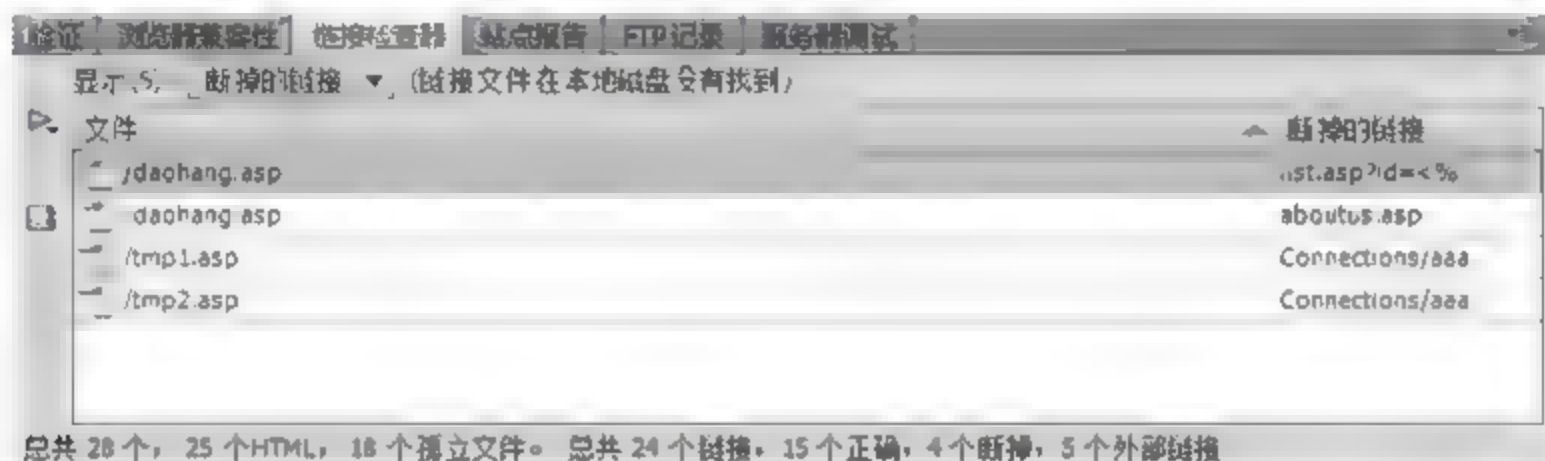 验证 浏览器兼容性 链接检查器 站点报告 FTP记录 服务器调试
显示(S): 断掉的链接 (链接文件在本地磁盘没有找到)
文件 断掉的链接
/daohang.asp list.asp?id=<%
/daohang.asp aboutus.asp
/tmp1.asp Connections/aaa
/tmp2.asp Connections/aaa
总共 28 个, 25 个HTML, 18 个孤立文件。 总共 24 个链接, 15 个正确, 4 个断掉, 5 个外部链接